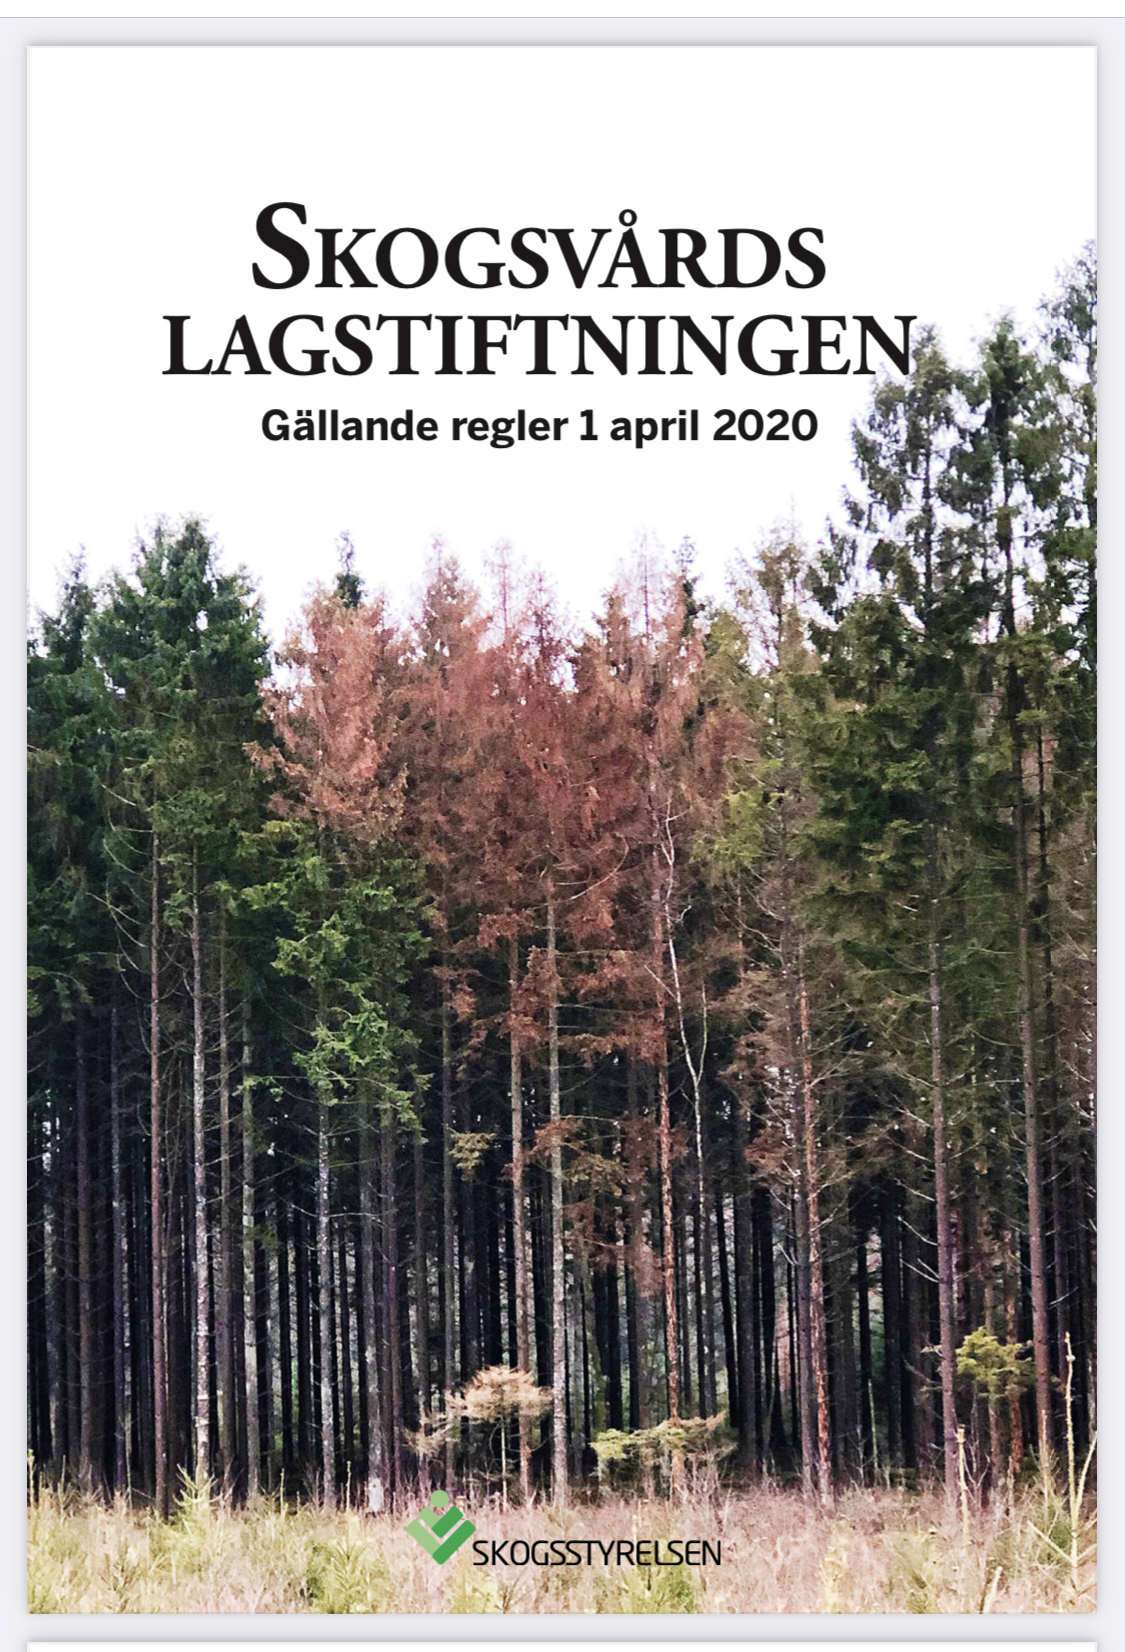 SKOGSVÅRDS
LAGSTIFTNINGEN
Gällande regler 1 april 2020
SKOGSSTYRELSEN